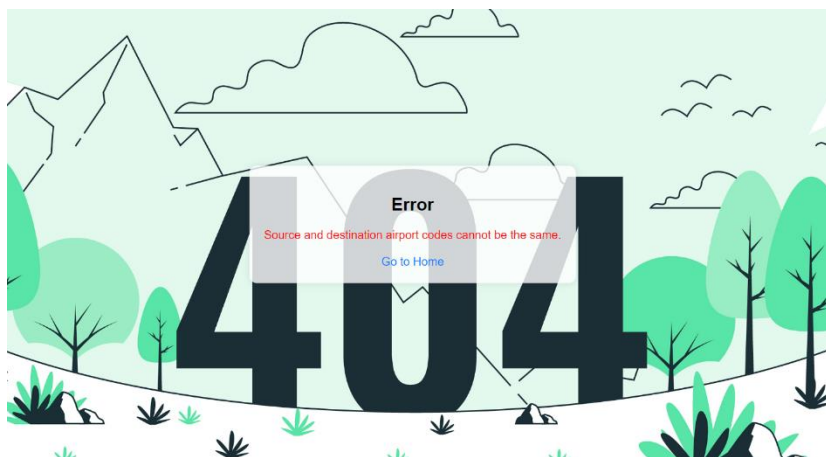 404
Error
Source and destination airport codes cannot be the same.
Go to Home